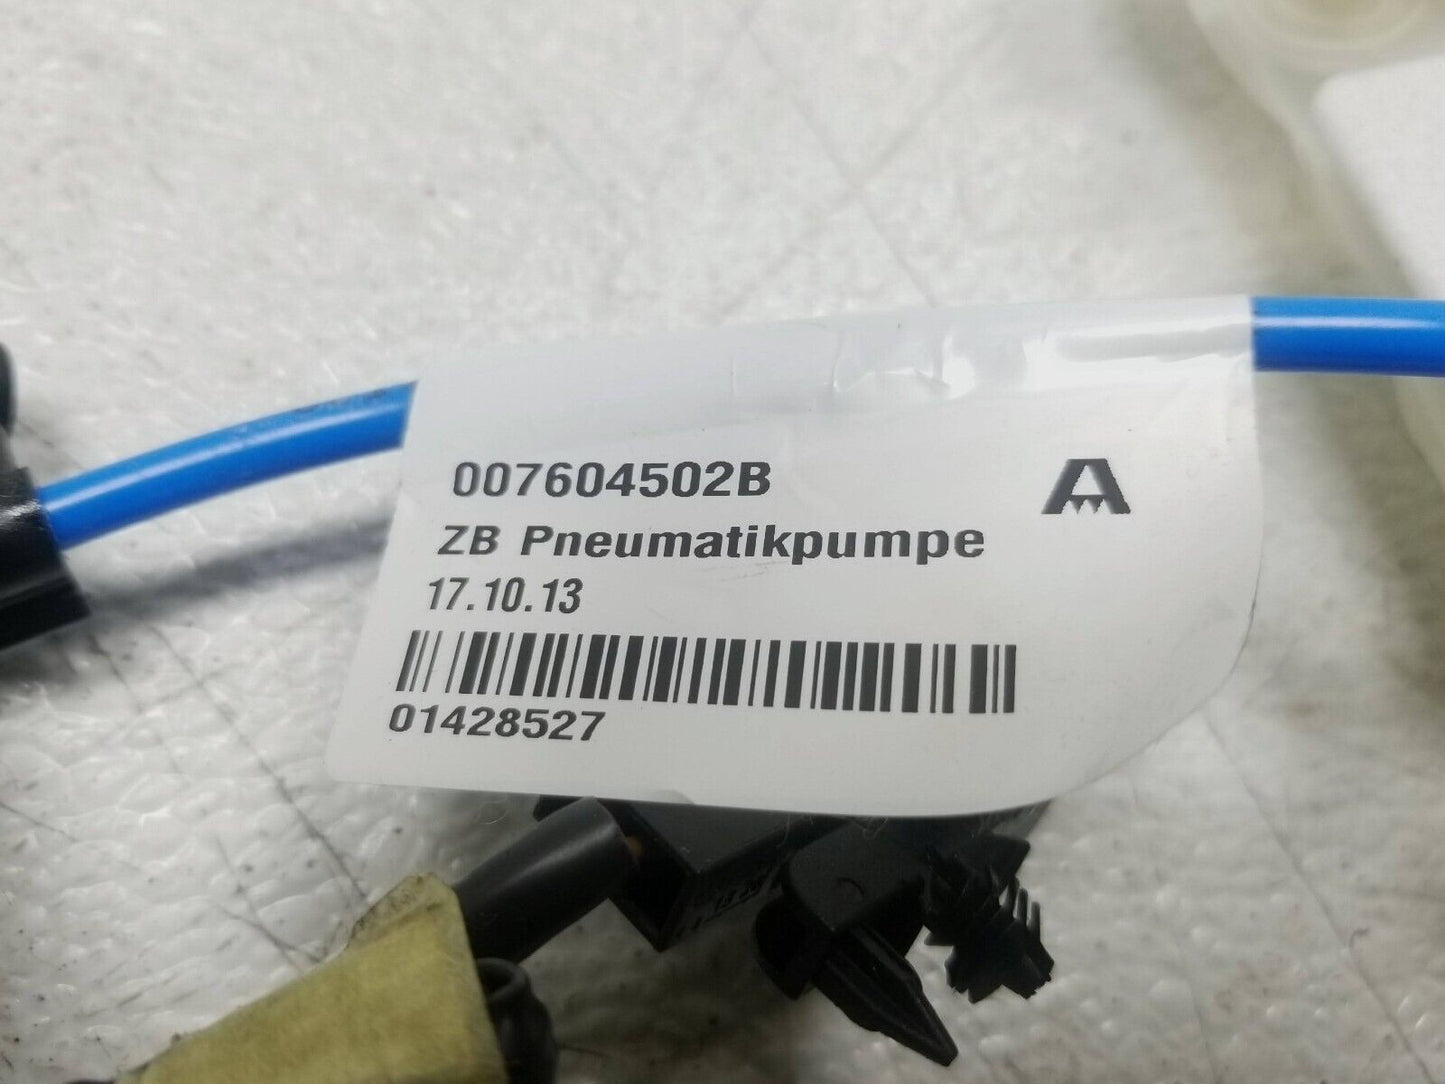 007604502B
ZB Pneumatikpumpe
17.10.13
01428527